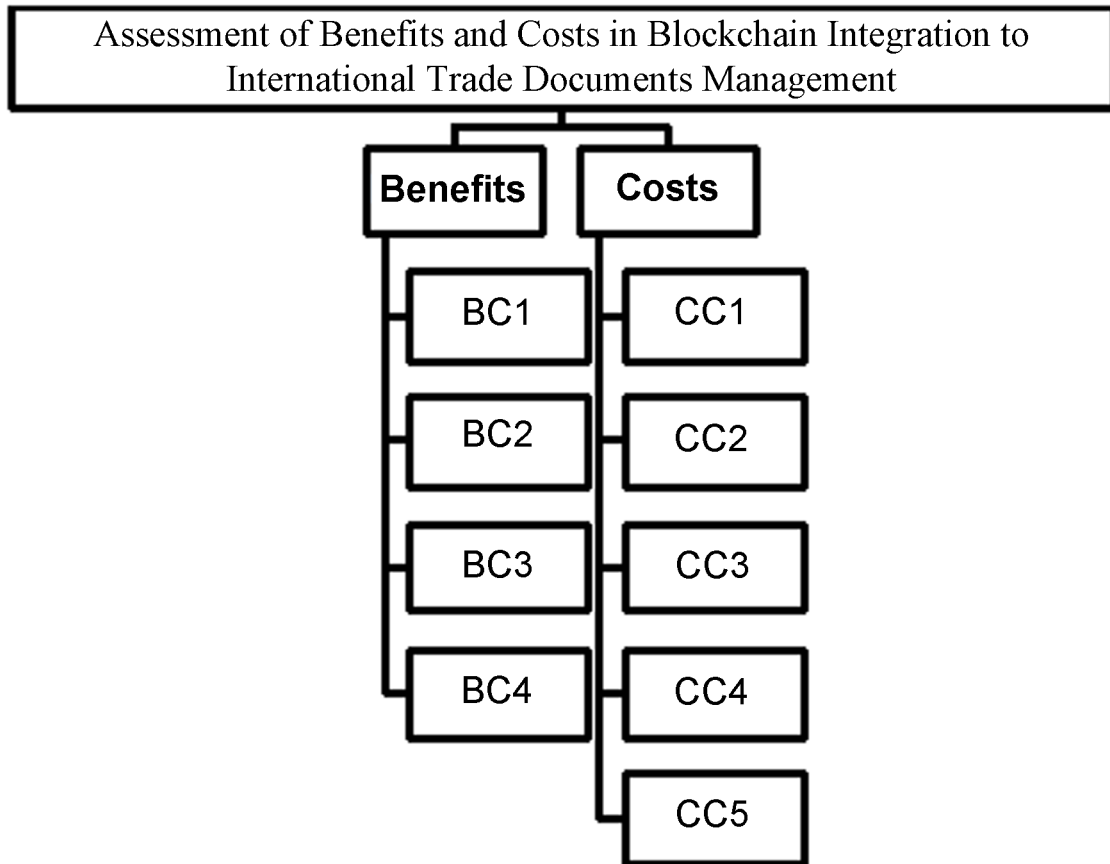 Assessment of Benefits and Costs in Blockchain Integration to
International Trade Documents Management
Benefits
Costs
BC1
CC1
BC2
CC2
BC3
CC3
BC4
CC4
CC5